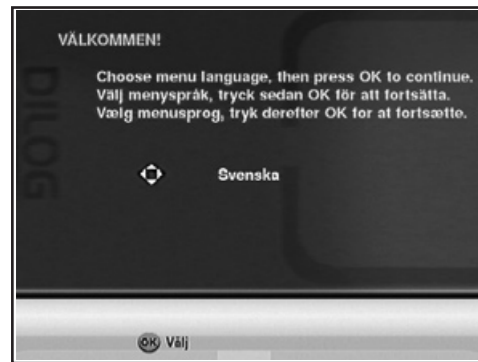 VÄLKOMMEN!
DILOG
Choose menu language, then press OK to continue.
Välj menyspråk, tryck sedan OK för att fortsätta.
Vælg menusprog, tryk derefter OK for at fortsætte.
Svenska
OK Välj